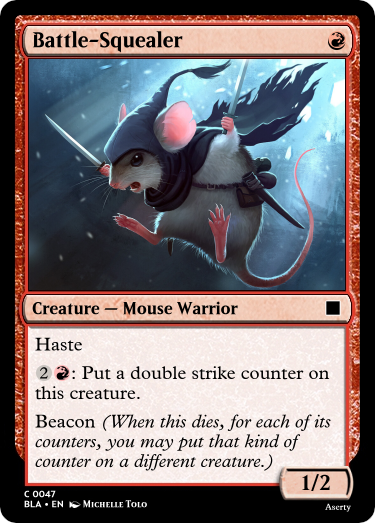 Battle-Squealer
Creature — Mouse Warrior
Haste
2: Put a double strike counter on
this creature.
Beacon (When this dies, for each of its
counters, you may put that kind of
counter on a different creature.)
1/2
C 0047
BLA • EN Michelle Tolo
Aserty